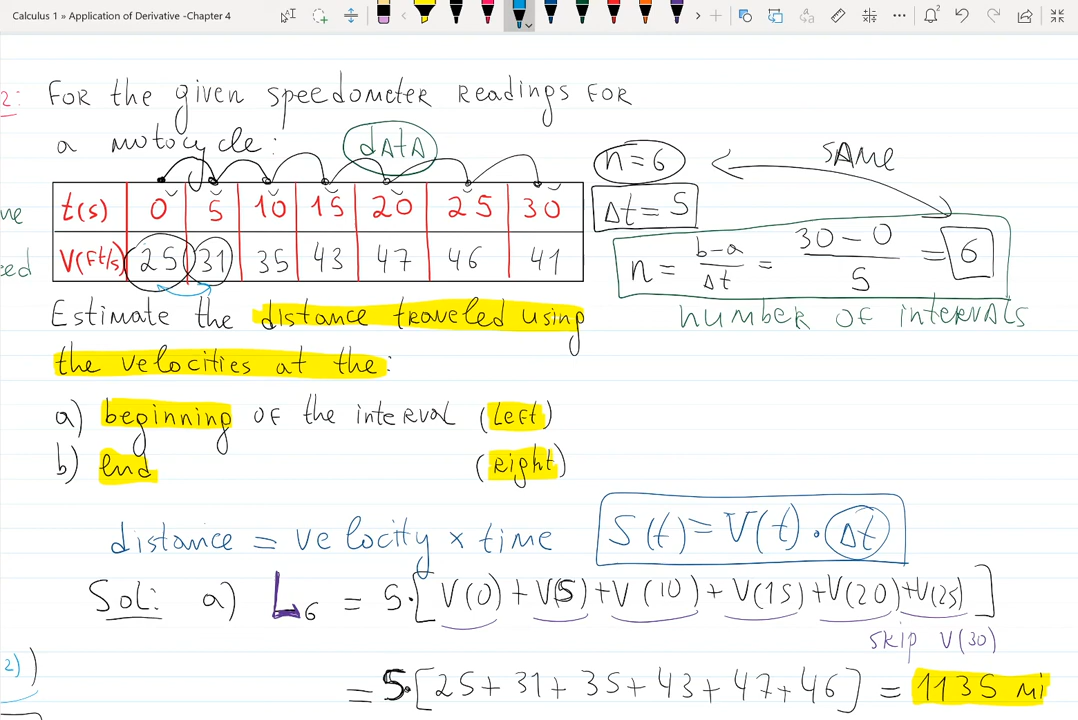 Calculus 1 » Application of Derivative -Chapter 4
2: FOR the given speedometer Readings FOR
a motocycle: data
n=6 SAME
t(s) 0 5 10 15 20 25 30
Δt=5
V(Ft/s) 25 31 35 43 47 46 41
n = b-a/Δt = 30-0/5 = 6
number OF intervals
Estimate the distance traveled using
the velocities at the:
a) beginning OF the interval (Left)
b) end (Right)
distance = velocity × time S(t) = V(t) · Δt
Sol: a) L6 = 5·[V(0) + V(5) + V(10) + V(15) + V(20) + V(25)]
skip V(30)
2))
= 5·[25 + 31 + 35 + 43 + 47 + 46] = 1135 mi